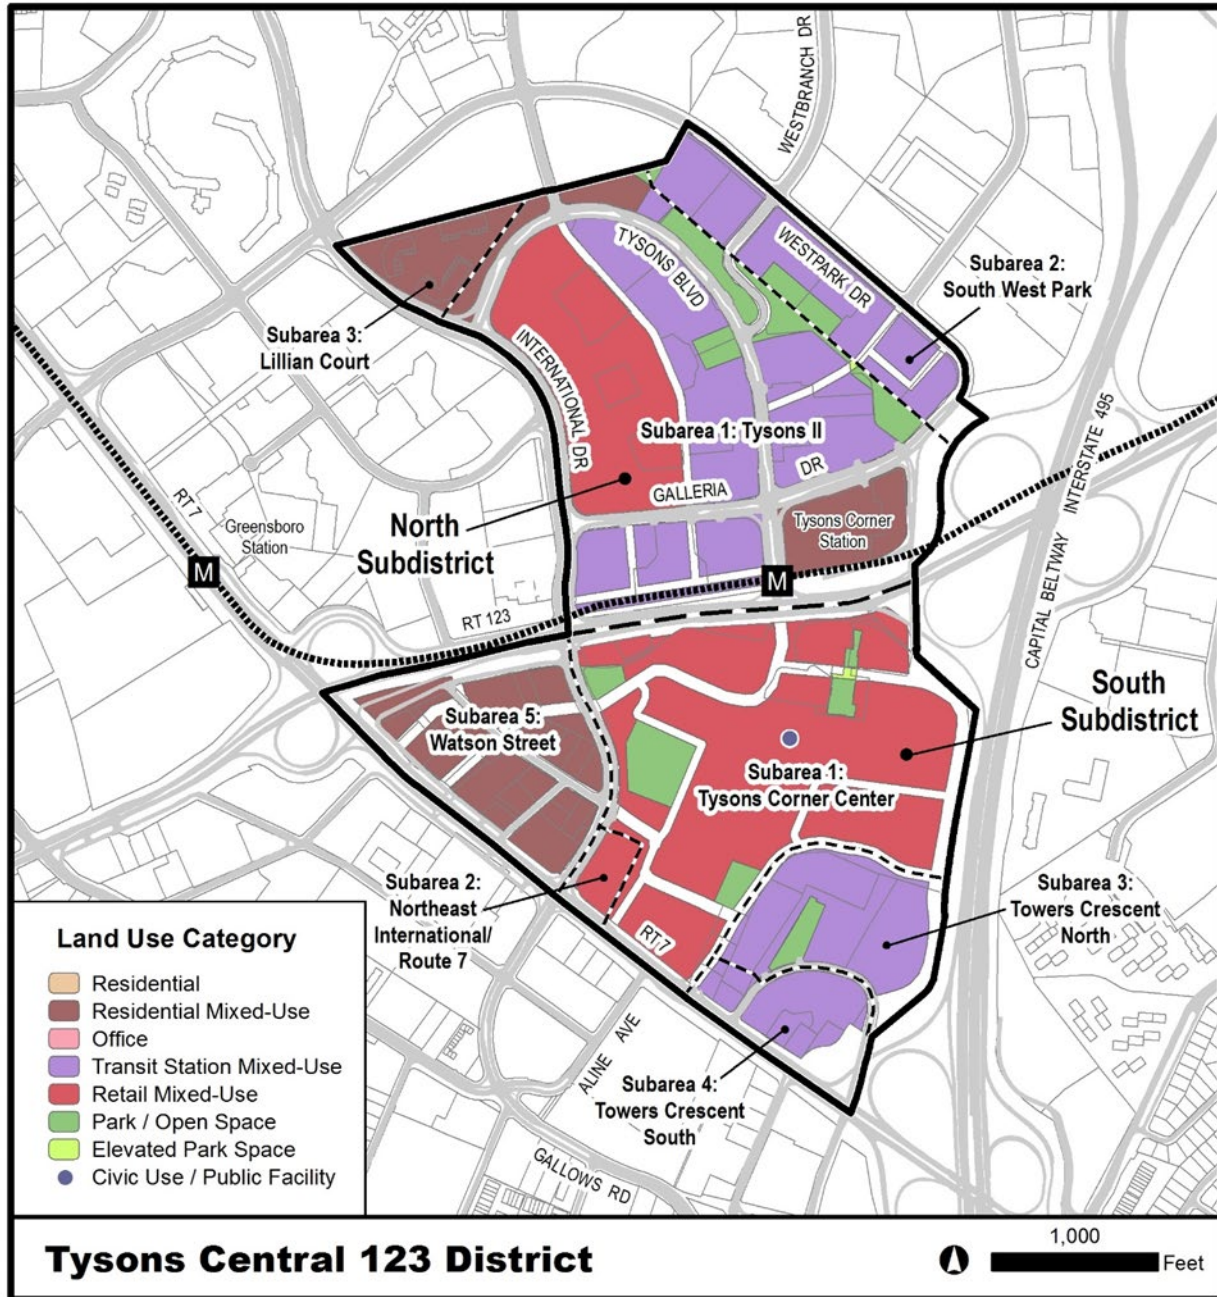 WESTBRANCH DR
TYSONS BLVD
WESTPARK DR
Subarea 2:
South West Park
Subarea 3:
Lillian Court
INTERNATIONAL DR
Subarea 1: Tysons II
GALLERIA DR
CAPITAL BELTWAY INTERSTATE 495
RT 7
Greensboro
Station
North
Subdistrict
Tysons Corner
Station
M
M
RT 123
South
Subdistrict
Subarea 5:
Watson Street
Subarea 1:
Tysons Corner Center
Subarea 2:
Northeast
International/
Route 7
RT 7
Subarea 3:
Towers Crescent
North
ALINE AVE
Subarea 4:
Towers Crescent
South
GALLOWS RD
Land Use Category
Residential
Residential Mixed-Use
Office
Transit Station Mixed-Use
Retail Mixed-Use
Park / Open Space
Elevated Park Space
Civic Use / Public Facility
Tysons Central 123 District
1,000
Feet